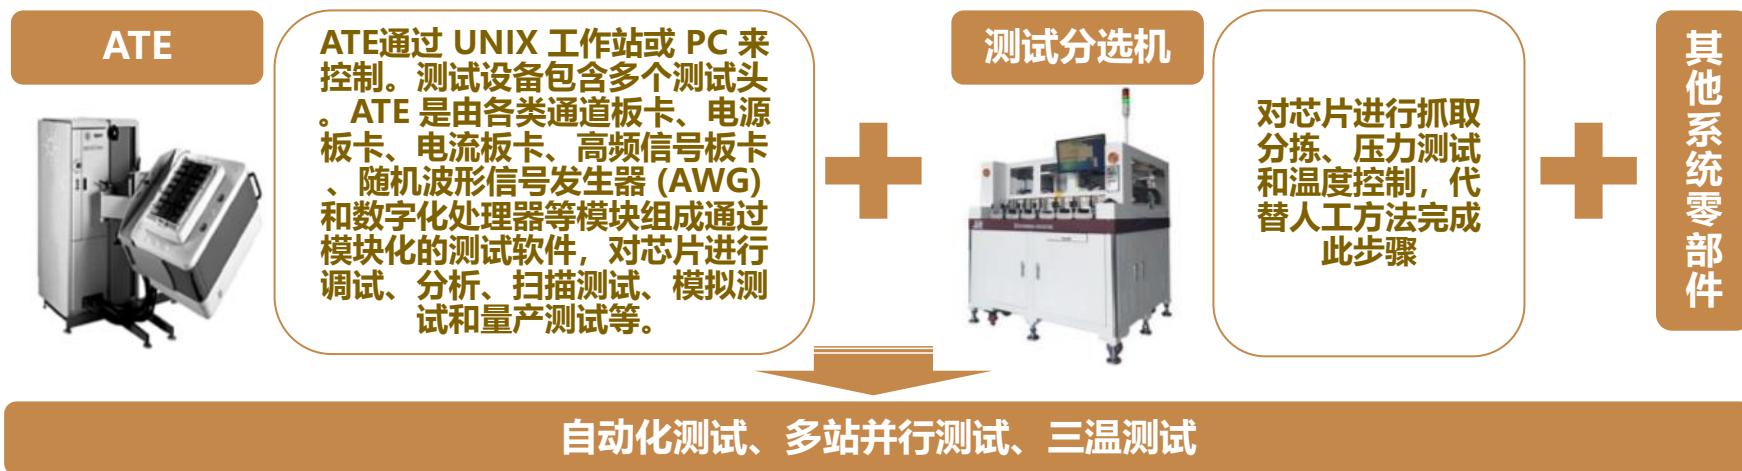 ATE
ATE通过 UNIX 工作站或 PC 来
控制。测试设备包含多个测试头
。ATE 是由各类通道板卡、电源
板卡、电流板卡、高频信号板卡
、随机波形信号发生器 (AWG)
和数字化处理器等模块组成通过
模块化的测试软件，对芯片进行
调试、分析、扫描测试、模拟测
试和量产测试等。
测试分选机
对芯片进行抓取
分拣、压力测试
和温度控制，代
替人工方法完成
此步骤
其他系统零部件
自动化测试、多站并行测试、三温测试